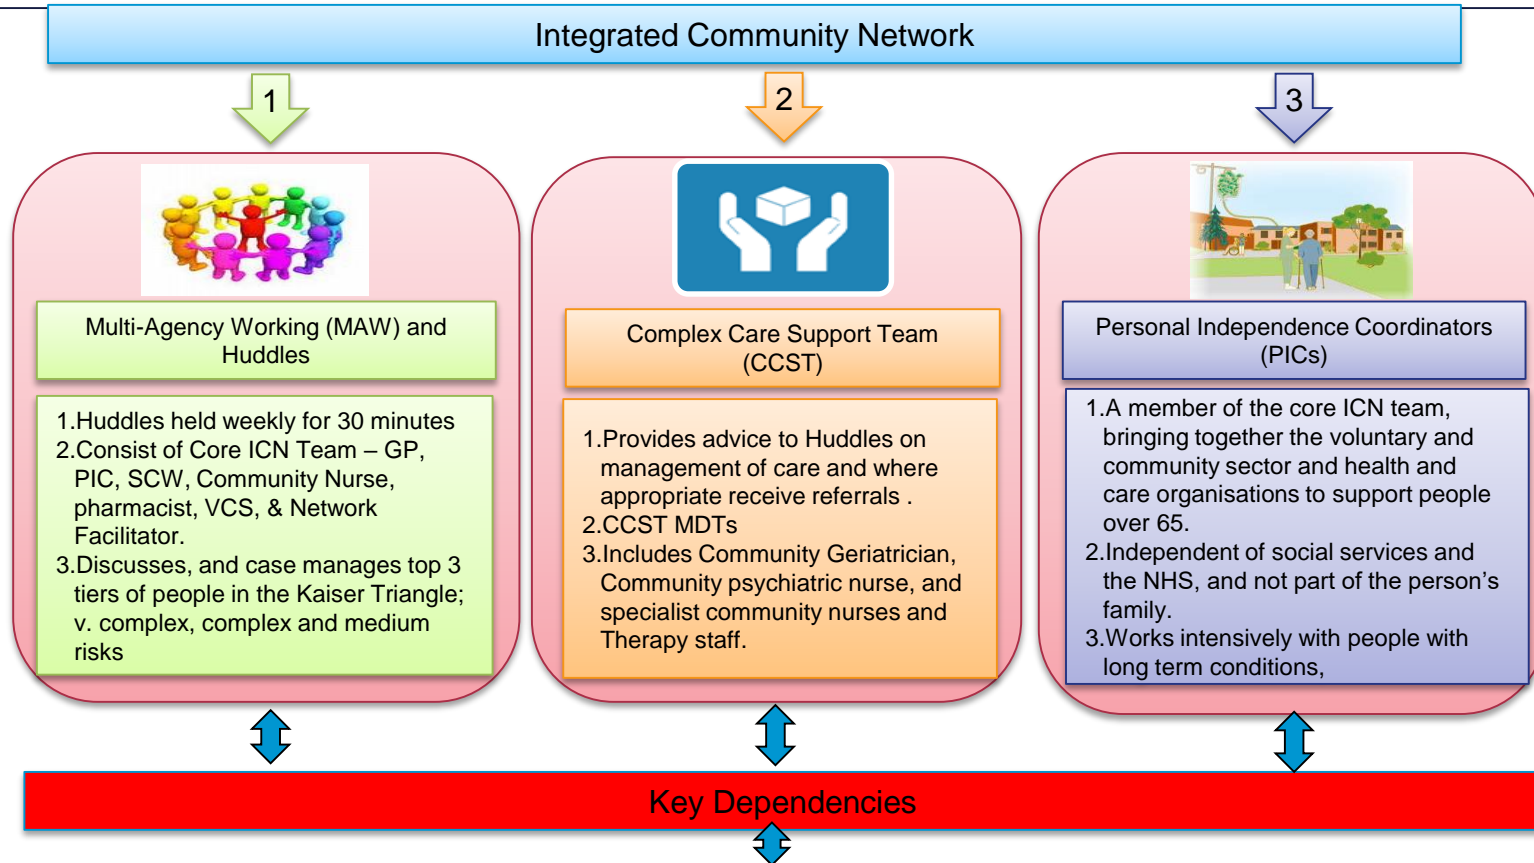 Integrated Community Network
1
2
3
Multi-Agency Working (MAW) and
Huddles
1.Huddles held weekly for 30 minutes
2.Consist of Core ICN Team – GP,
PIC, SCW, Community Nurse,
pharmacist, VCS, & Network
Facilitator.
3.Discusses, and case manages top 3
tiers of people in the Kaiser Triangle;
v. complex, complex and medium
risks
Complex Care Support Team
(CCST)
1.Provides advice to Huddles on
management of care and where
appropriate receive referrals .
2.CCST MDTs
3.Includes Community Geriatrician,
Community psychiatric nurse, and
specialist community nurses and
Therapy staff.
Personal Independence Coordinators
(PICs)
1.A member of the core ICN team,
bringing together the voluntary and
community sector and health and
care organisations to support people
over 65.
2.Independent of social services and
the NHS, and not part of the person’s
family.
3.Works intensively with people with
long term conditions,
Key Dependencies